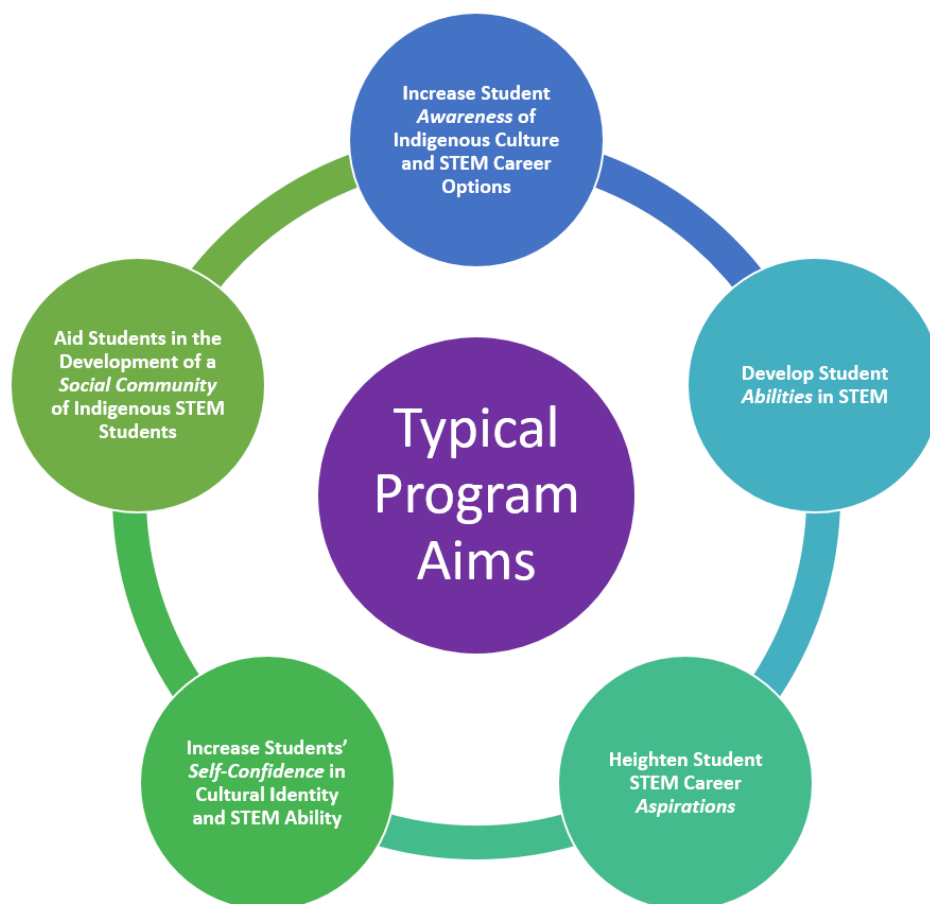 Increase Student
Awareness of
Indigenous Culture
and STEM Career
Options
Develop Student
Abilities in STEM
Heighten Student
STEM Career
Aspirations
Increase Students’
Self-Confidence in
Cultural Identity
and STEM Ability
Aid Students in the
Development of a
Social Community
of Indigenous STEM
Students
Typical
Program
Aims